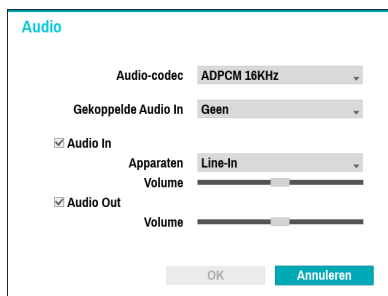 Audio
Audio-codec ADPCM 16KHz
Gekoppelde Audio In Geen
Audio In
Apparaten Line-In
Volume
Audio Out
Volume
OK Annuleren